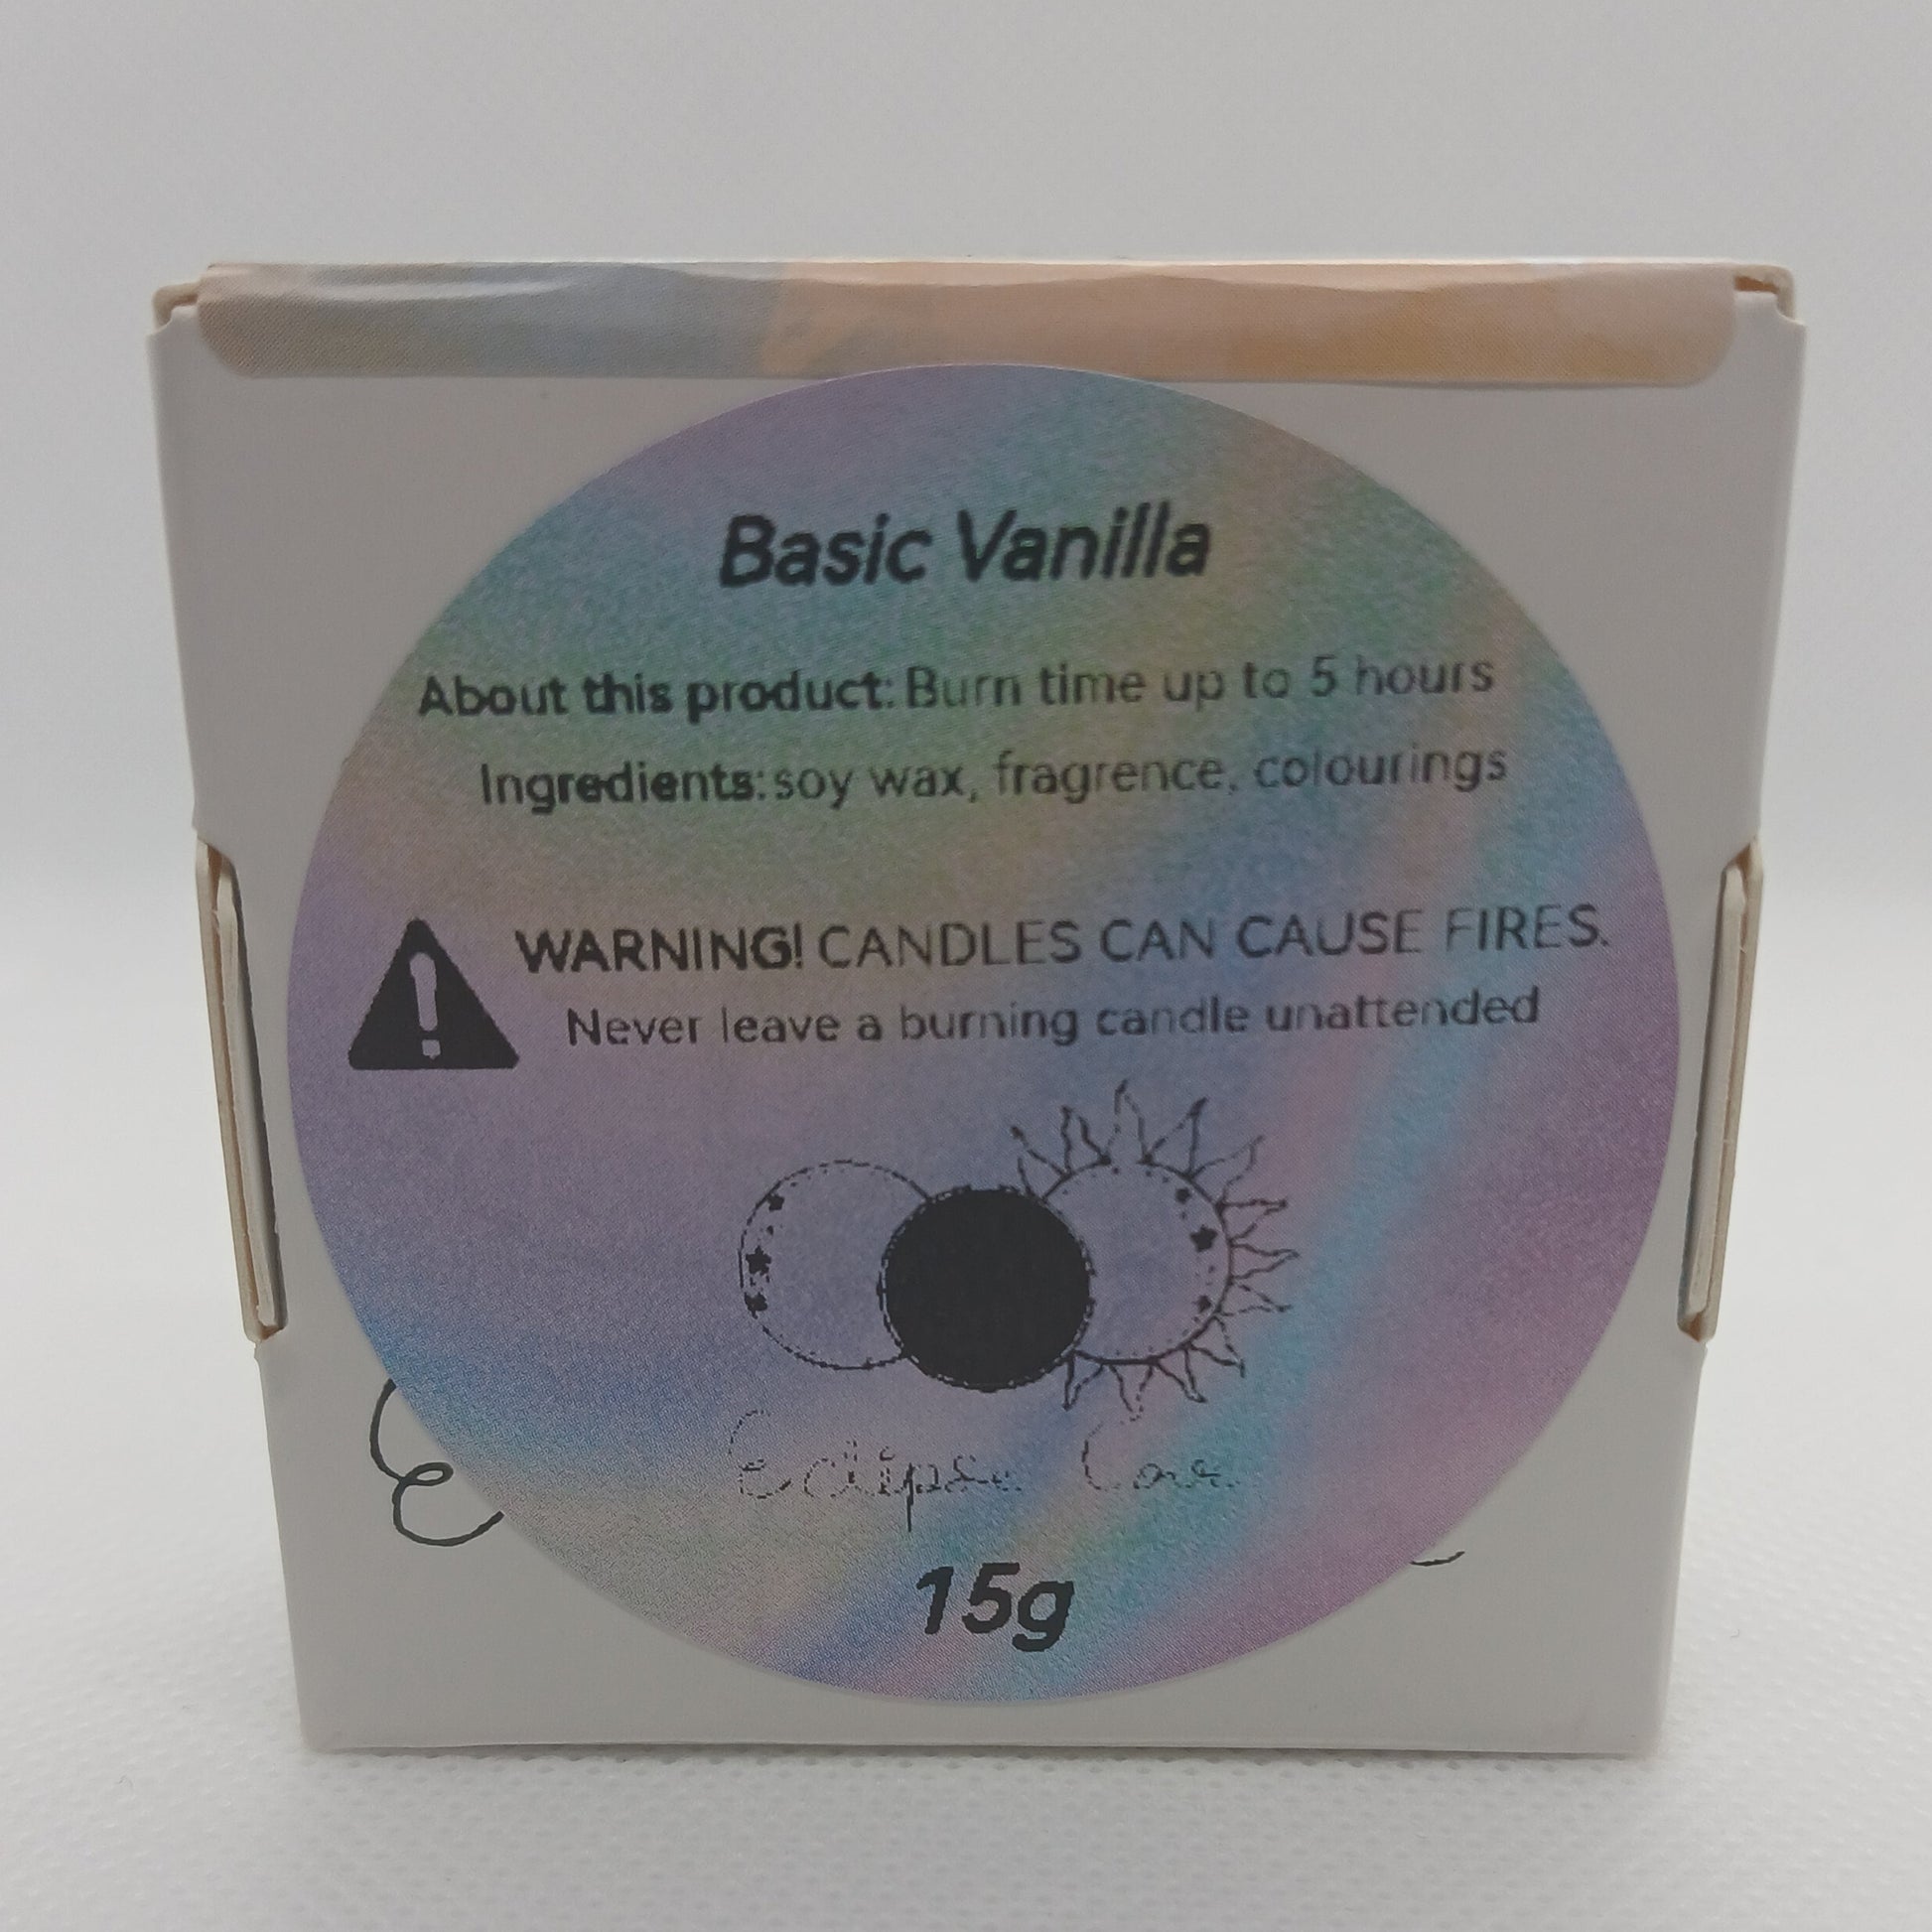 Basic Vanilla
About this product: Burn time up to 5 hours
Ingredients: soy wax, fragrence, colourings
WARNING! CANDLES CAN CAUSE FIRES.
Never leave a burning candle unattended
Eclipse
15g